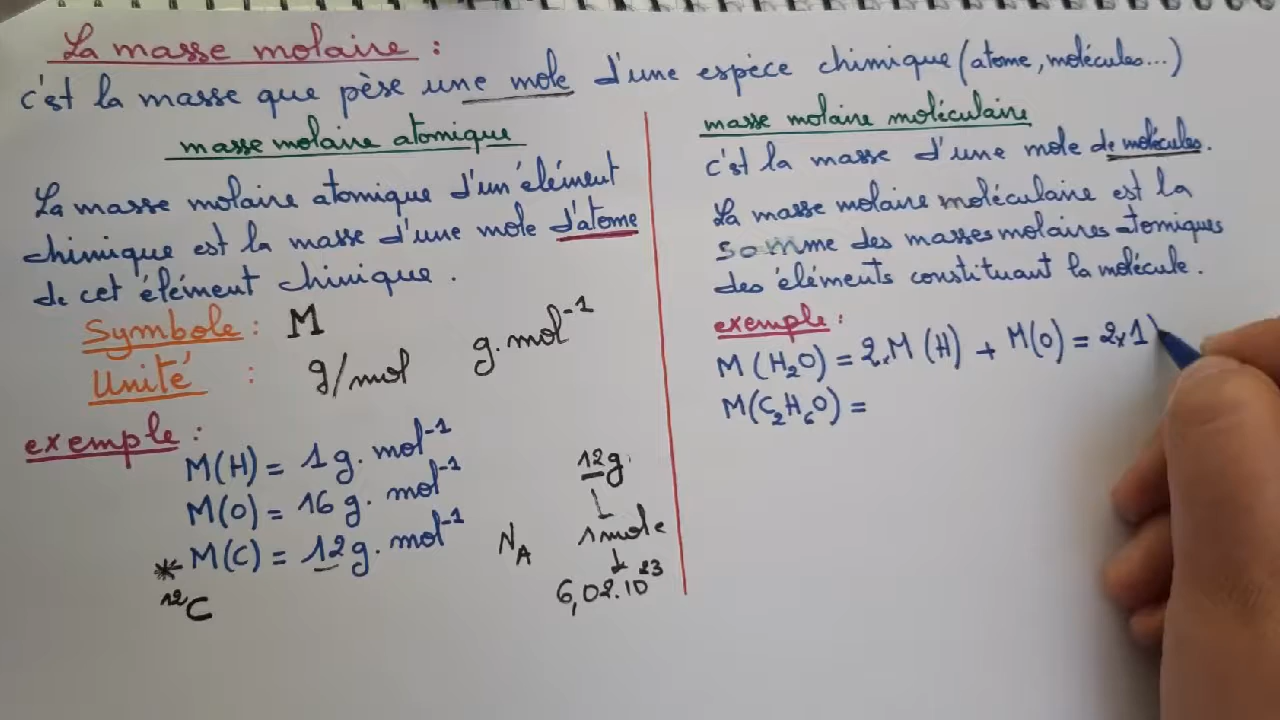 La masse molaire :
c'est la masse que pèse une mole d'une espèce chimique (atome, molécules...)
masse molaire atomique
La masse molaire atomique d'un élément
chimique est la masse d'une mole d'atome
de cet élément chimique.
Symbole : M
Unité : g/mol g.mol⁻¹
exemple :
M(H) = 1 g. mol⁻¹
M(O) = 16 g. mol⁻¹
* M(C) = 12 g. mol⁻¹
¹²C
N_A
12g
1 mole
6,02.10²³
masse molaire moléculaire
c'est la masse d'une mole de molécules.
La masse molaire moléculaire est la
somme des masses molaires atomiques
des éléments constituant la molécule.
exemple :
M(H₂O) = 2×M(H) + M(O) = 2×1
M(C₂H₆O) =